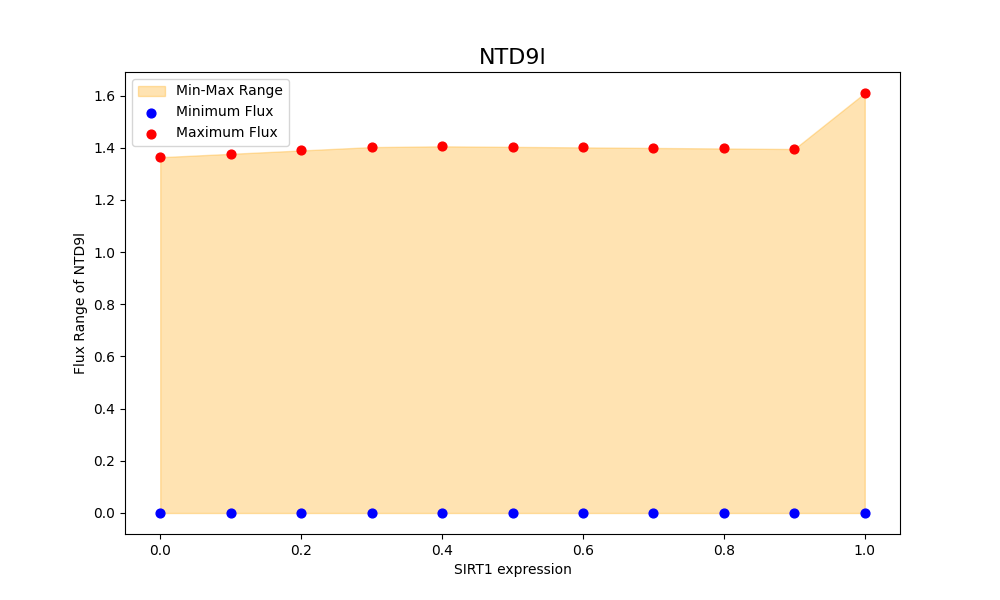 NTD9l
Min-Max Range
Minimum Flux
Maximum Flux
Flux Range of NTD9l
1.6
1.4
1.2
1.0
0.8
0.6
0.4
0.2
0.0
0.0 0.2 0.4 0.6 0.8 1.0
SIRT1 expression